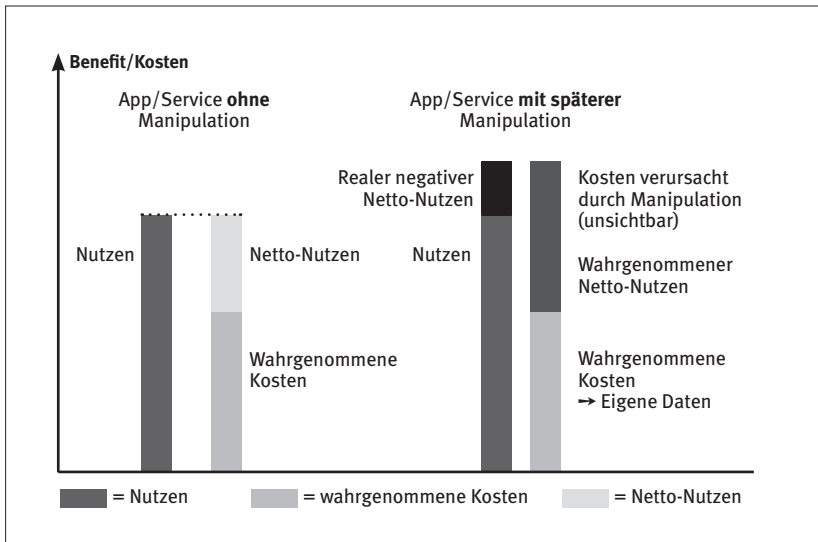 Benefit/Kosten
App/Service ohne
Manipulation
App/Service mit späterer
Manipulation
Nutzen
Netto-Nutzen
Wahrgenommene
Kosten
Realer negativer
Netto-Nutzen
Nutzen
Kosten verursacht
durch Manipulation
(unsichtbar)
Wahrgenommener
Netto-Nutzen
Wahrgenommene
Kosten
→ Eigene Daten
= Nutzen
= wahrgenommene Kosten
= Netto-Nutzen